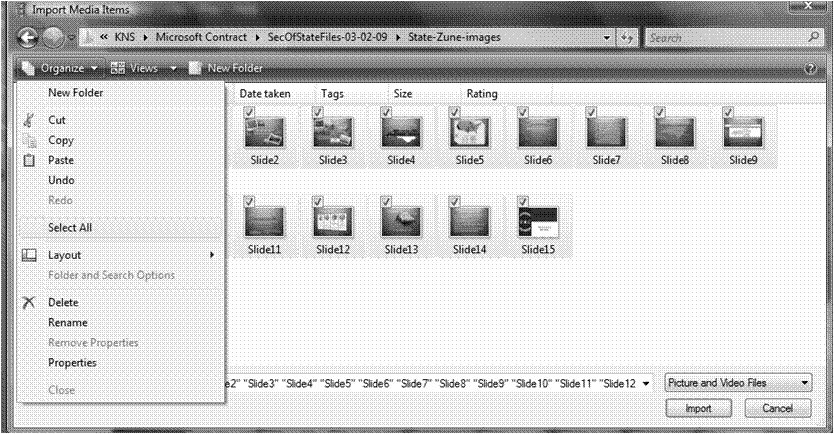 Import Media Items
« KNS ▸ Microsoft Contract ▸ SecOfStateFiles-03-02-09 ▸ State-Zune-images
Search
Organize Views New Folder
New Folder
Cut
Copy
Paste
Undo
Redo
Select All
Layout
Folder and Search Options
Delete
Rename
Remove Properties
Properties
Close
Date taken Tags Size Rating
Slide2 Slide3 Slide4 Slide5 Slide6 Slide7 Slide8 Slide9
Slide11 Slide12 Slide13 Slide14 Slide15
e2" "Slide3" "Slide4" "Slide5" "Slide6" "Slide7" "Slide8" "Slide9" "Slide10" "Slide11" "Slide12
Picture and Video Files
Import Cancel